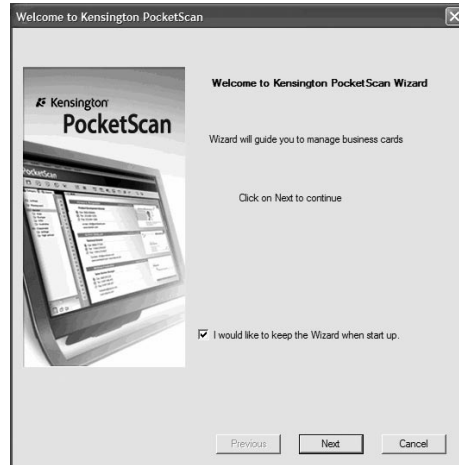 Welcome to Kensington PocketScan
Kensington
PocketScan
Welcome to Kensington PocketScan Wizard
Wizard will guide you to manage business cards
Click on Next to continue
I would like to keep the Wizard when start up.
Previous
Next
Cancel